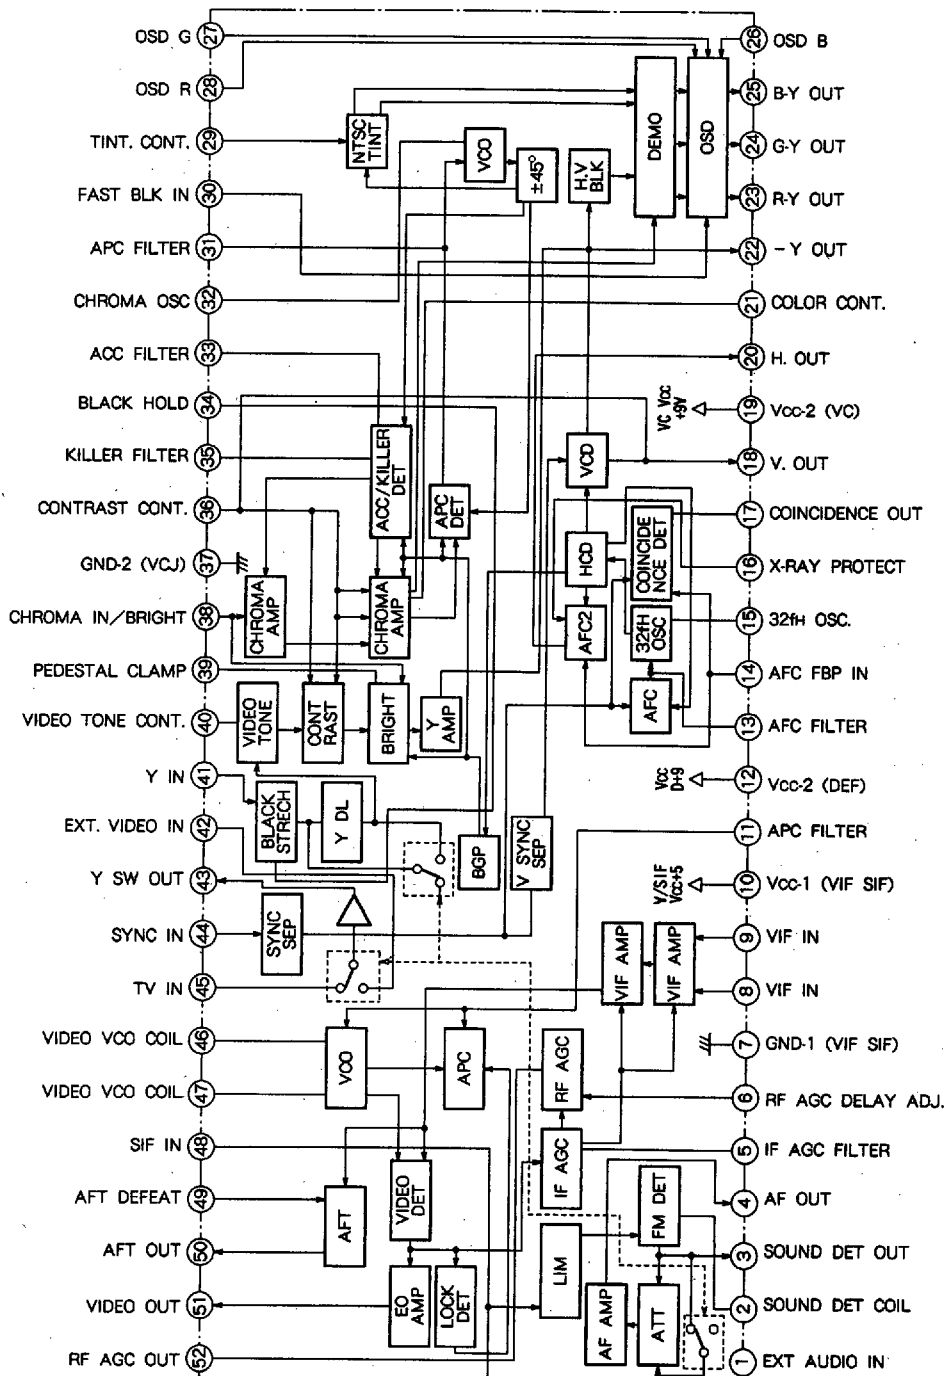 OSD G 27
OSD R 28
TINT. CONT. 29
FAST BLK IN 30
APC FILTER 31
CHROMA OSC 32
ACC FILTER 33
BLACK HOLD 34
KILLER FILTER 35
CONTRAST CONT. 36
GND-2 (VCJ) 37
CHROMA IN/BRIGHT 38
PEDESTAL CLAMP 39
VIDEO TONE CONT. 40
Y IN 41
EXT. VIDEO IN 42
Y SW OUT 43
SYNC IN 44
TV IN 45
VIDEO VCO COIL 46
VIDEO VCO COIL 47
SIF IN 48
AFT DEFEAT 49
AFT OUT 50
VIDEO OUT 51
RF AGC OUT 52
NTSC TINT
VCO
±45°
H.V BLK
DEMO
OSD
ACC/KILLER DET
APC DET
VCD
HCD
COINCIDE NCE DET
CHROMA AMP
CHROMA AMP
AFC2
32fH OSC
AFC
VIDEO TONE
CONT RAST
BRIGHT
Y AMP
BLACK STRECH
Y DL
BGP
V SYNC SEP
SYNC SEP
VIF AMP
VIF AMP
VCO
APC
RF AGC
IF AGC
AFT
VIDEO DET
FM DET
LIM
EO AMP
LOCK DET
AF AMP
ATT
26 OSD B
25 B-Y OUT
24 G-Y OUT
23 R-Y OUT
22 -Y OUT
21 COLOR CONT.
20 H. OUT
VC Vcc +9V
19 Vcc-2 (VC)
18 V. OUT
17 COINCIDENCE OUT
16 X-RAY PROTECT
15 32fH OSC.
14 AFC FBP IN
13 AFC FILTER
Vcc D+9
12 Vcc-2 (DEF)
11 APC FILTER
V/SIF Vcc+5
10 Vcc-1 (VIF SIF)
9 VIF IN
8 VIF IN
7 GND-1 (VIF SIF)
6 RF AGC DELAY ADJ.
5 IF AGC FILTER
4 AF OUT
3 SOUND DET OUT
2 SOUND DET COIL
1 EXT AUDIO IN